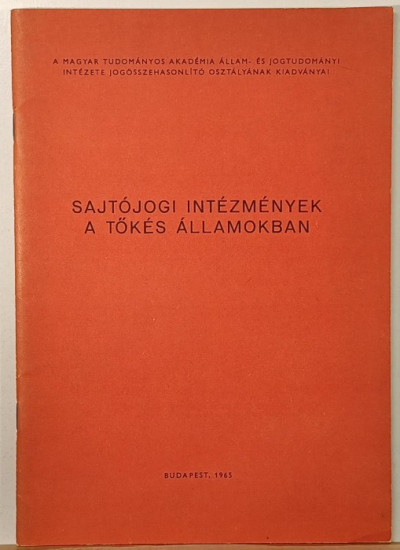 A MAGYAR TUDOMÁNYOS AKADÉMIA ÁLLAM- ÉS JOGTUDOMÁNYI
INTÉZETE JOGÖSSZEHASONLÍTÓ OSZTÁLYÁNAK KIADVÁNYAI
SAJTÓJOGI INTÉZMÉNYEK
A TŐKÉS ÁLLAMOKBAN
BUDAPEST, 1965